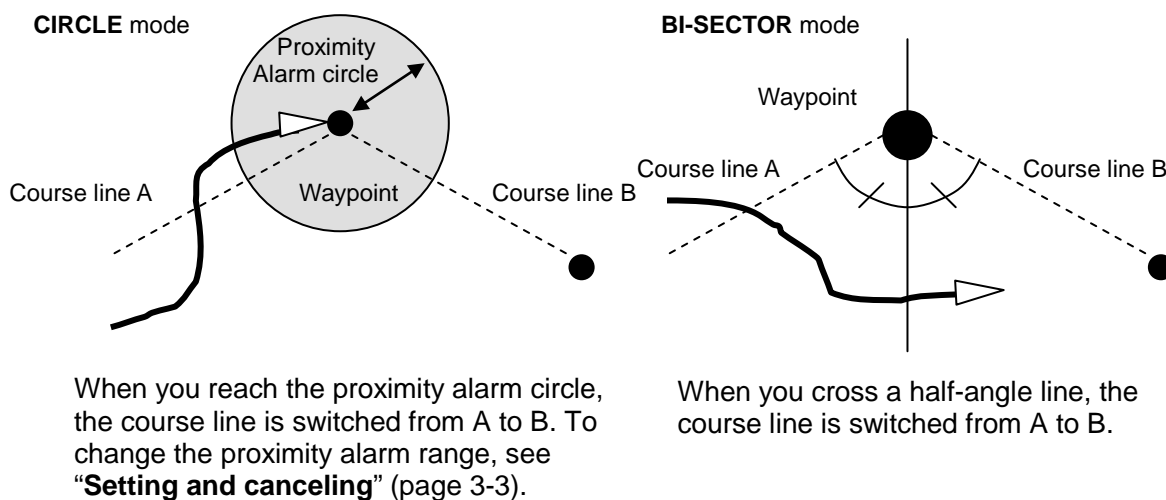 CIRCLE mode
Proximity
Alarm circle
Course line A
Waypoint
Course line B
When you reach the proximity alarm circle,
the course line is switched from A to B. To
change the proximity alarm range, see
“Setting and canceling” (page 3-3).
BI-SECTOR mode
Waypoint
Course line A
Course line B
When you cross a half-angle line, the
course line is switched from A to B.